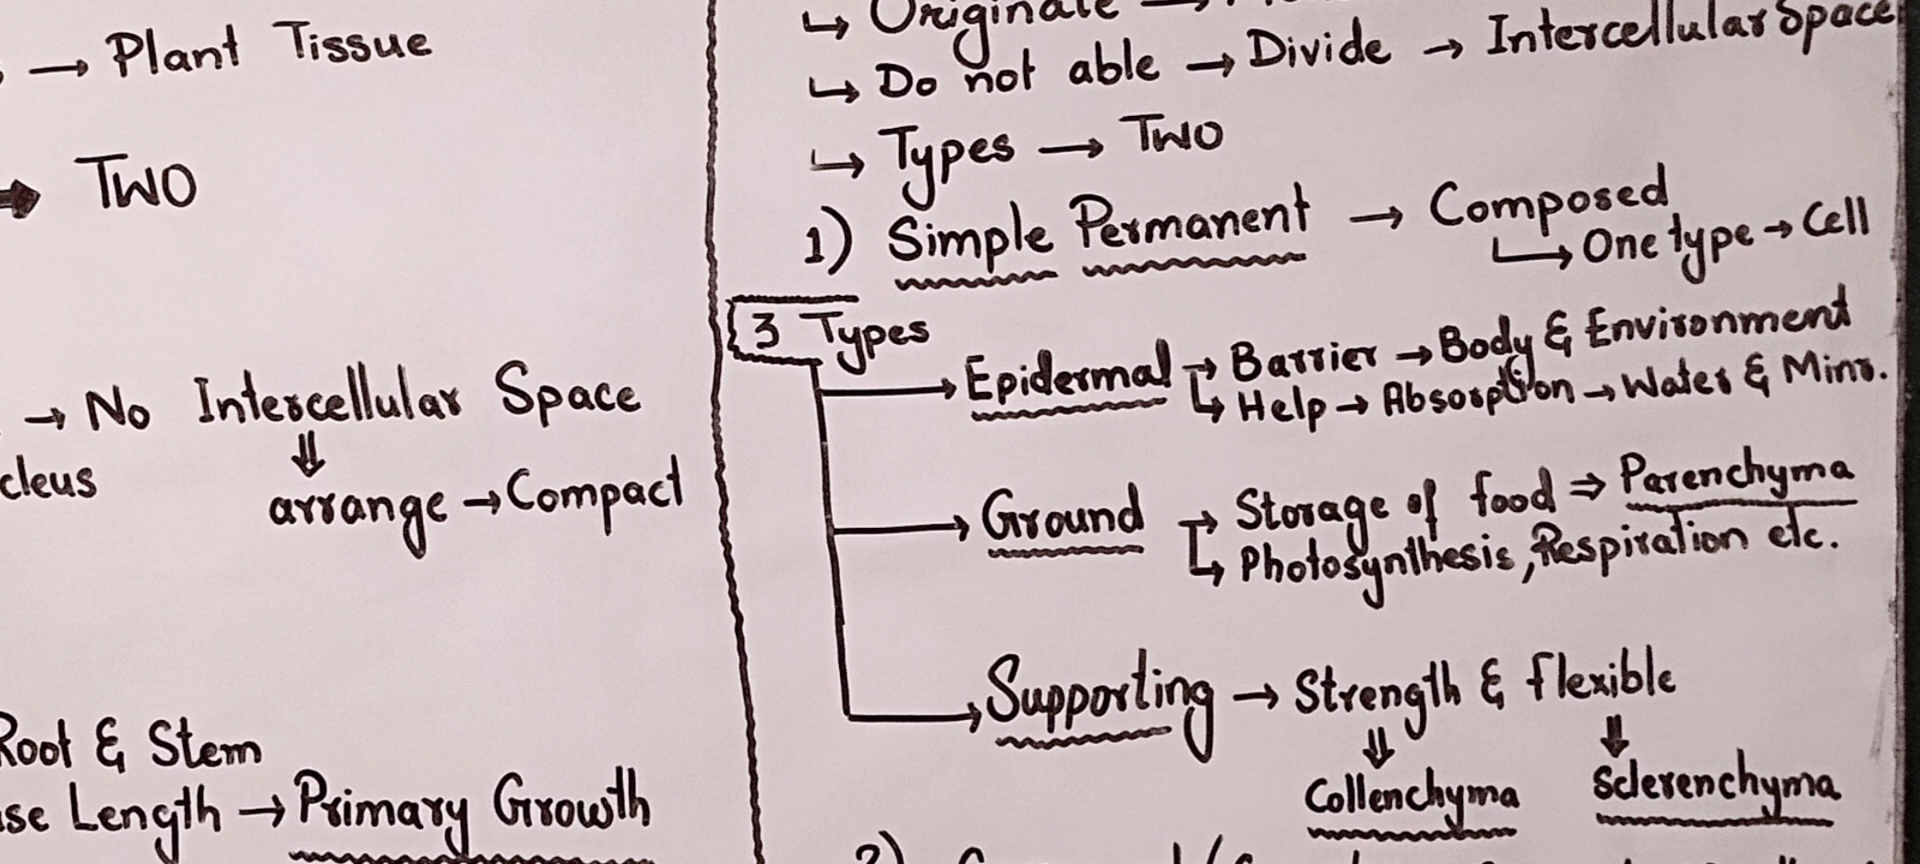 → Plant Tissue
→ TWO
→ No Intercellular Space
⇓
cleus
arrange → Compact
Root & Stem
se Length → Primary Growth
↳ Originate →
↳ Do not able → Divide → Intercellular Space
↳ Types → TWO
1) Simple Permanent → Composed
↳ One type → Cell
3 Types
→ Epidermal → Barrier → Body & Environment
↳ Help → Absorption → Water & Minr.
→ Ground → Storage of food ⇒ Parenchyma
↳ Photosynthesis, Respiration etc.
→ Supporting → Strength & flexible
⇓ ⇓
Collenchyma Sclerenchyma
2)